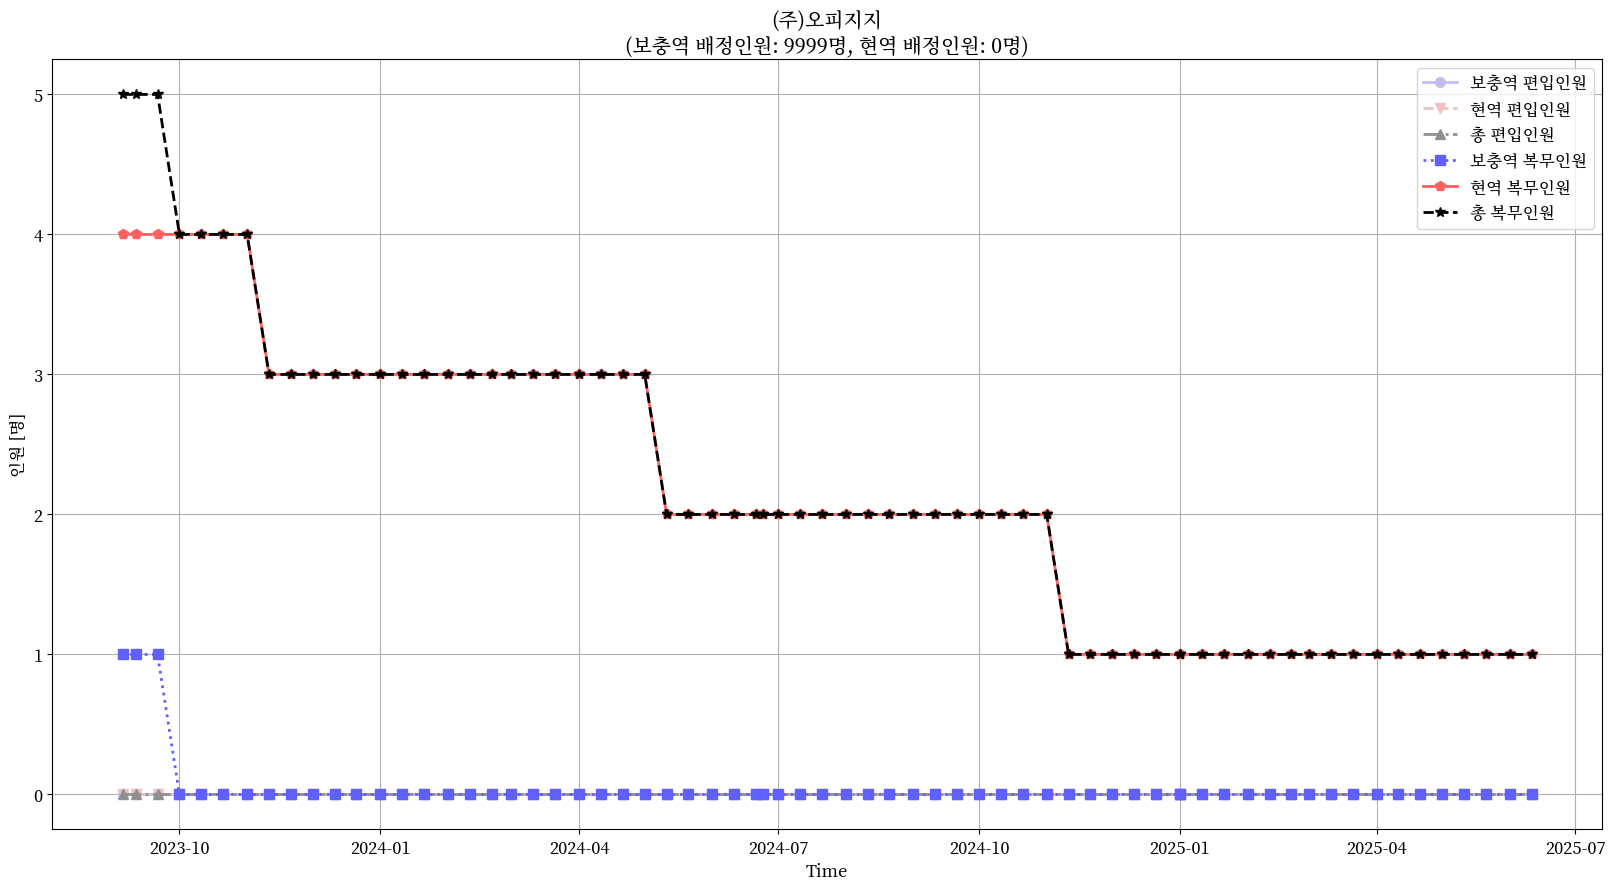 (주)오피지지
(보충역 배정인원: 9999명, 현역 배정인원: 0명)
보충역 편입인원
현역 편입인원
총 편입인원
보충역 복무인원
현역 복무인원
총 복무인원
인원 [명]
5
4
3
2
1
0
2023-10
2024-01
2024-04
2024-07
2024-10
2025-01
2025-04
2025-07
Time